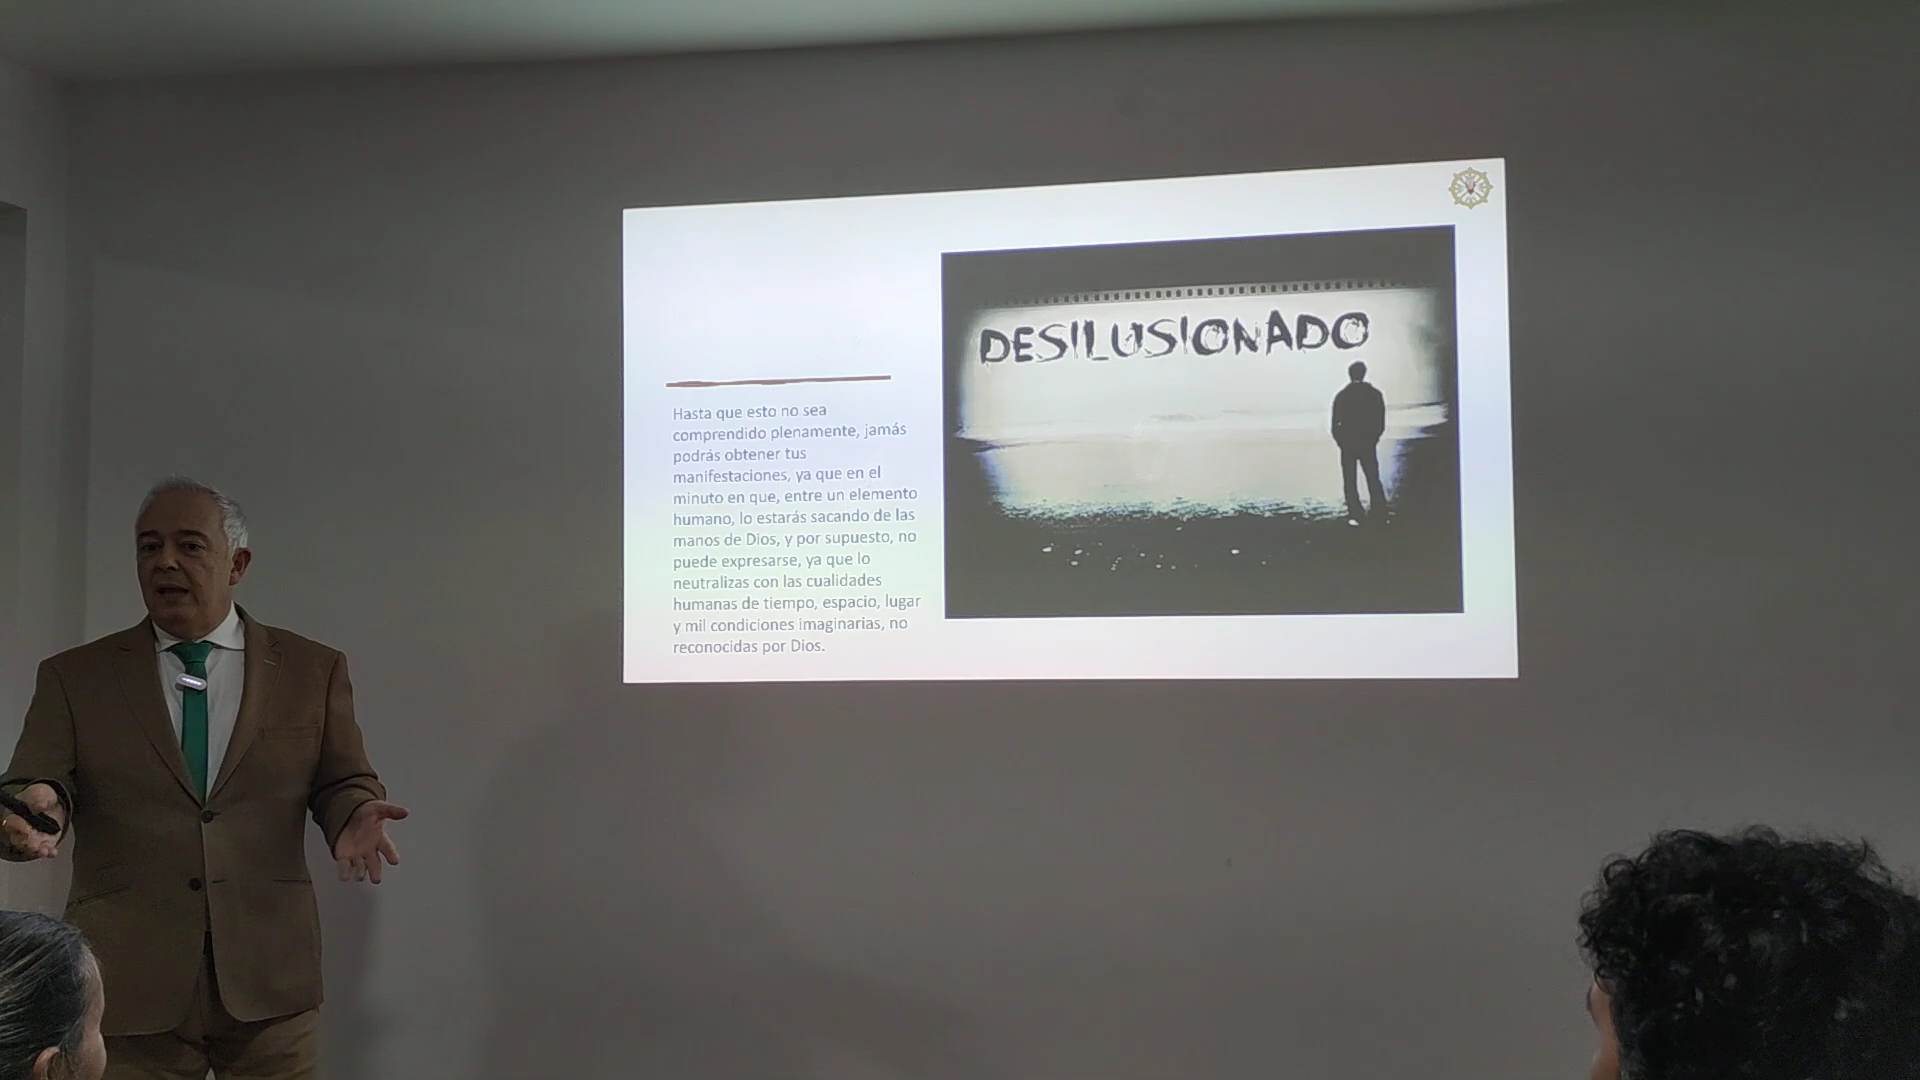 DESILUSIONADO
Hasta que esto no sea
comprendido plenamente, jamás
podrás obtener tus
manifestaciones, ya que en el
minuto en que, entre un elemento
humano, lo estarás sacando de las
manos de Dios, y por supuesto, no
puede expresarse, ya que lo
neutralizas con las cualidades
humanas de tiempo, espacio, lugar
y mil condiciones imaginarias, no
reconocidas por Dios.